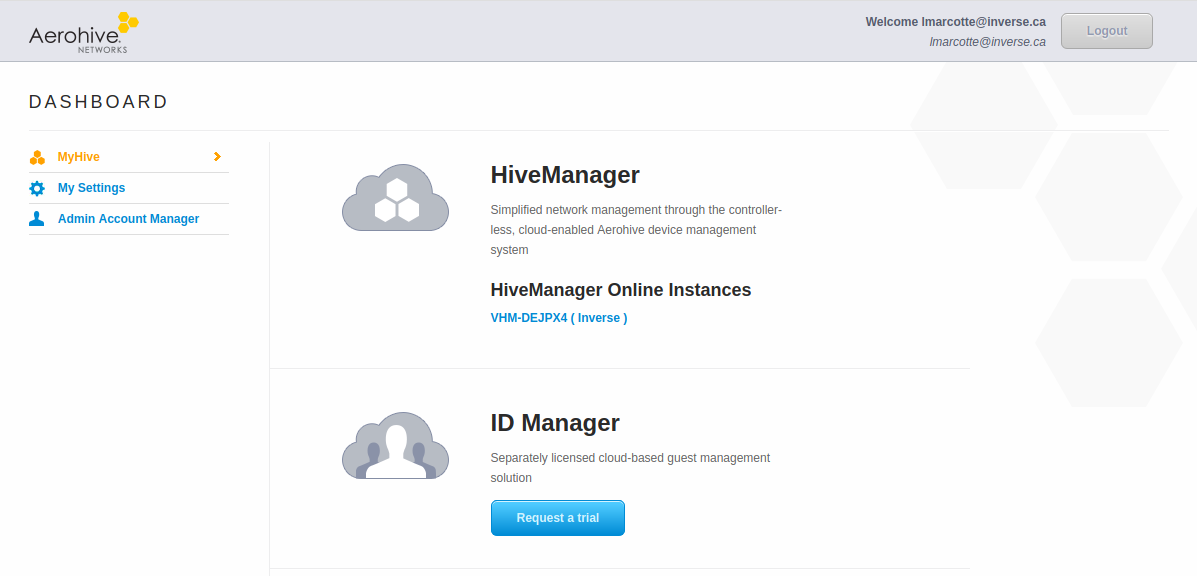 Aerohive
NETWORKS
Welcome lmarcotte@inverse.ca
lmarcotte@inverse.ca
Logout
DASHBOARD
MyHive
My Settings
Admin Account Manager
HiveManager
Simplified network management through the controller-
less, cloud-enabled Aerohive device management
system
HiveManager Online Instances
VHM-DEJPX4 ( Inverse )
ID Manager
Separately licensed cloud-based guest management
solution
Request a trial